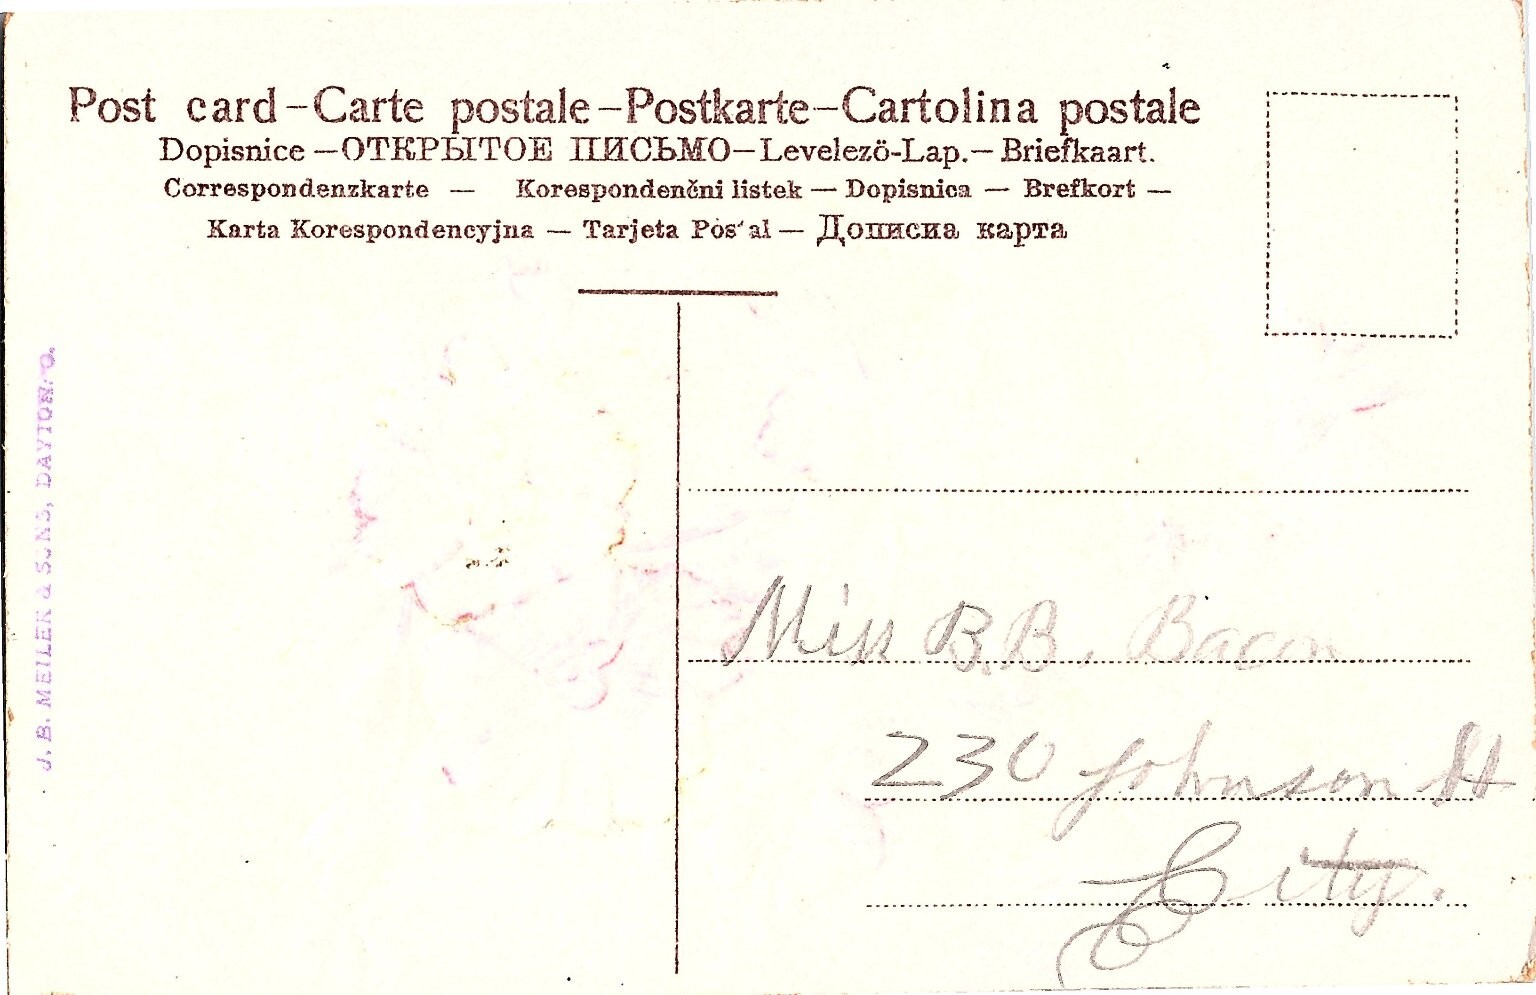 Post card – Carte postale – Postkarte – Cartolina postale
Dopisnice – ОТКРЫТОЕ ПИСЬМО – Levelezö-Lap. – Briefkaart.
Correspondenzkarte — Korespondenčni listek — Dopisnica — Brefkort —
Karta Korespondencyjna — Tarjeta Pos'al — Дописна карта
J. B. MEILEK & SONS, DAYTON. O.
Miss B. B. Bacon
230 Johnson St
City.